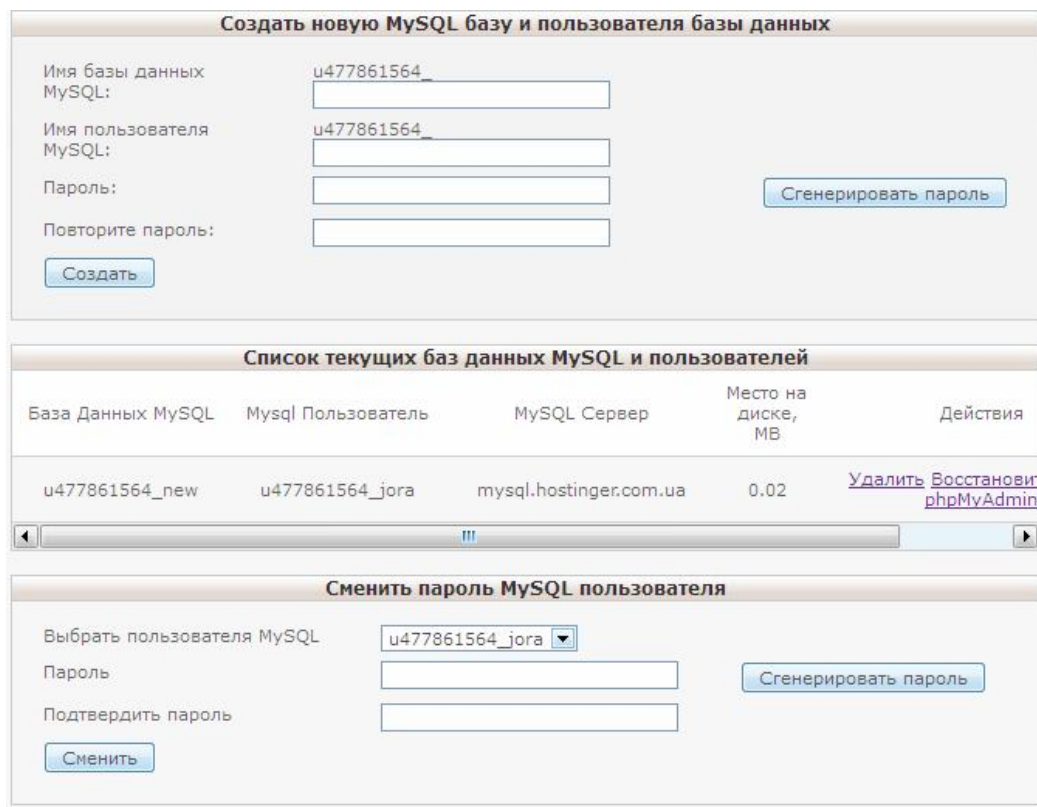 Создать новую MySQL базу и пользователя базы данных
Имя базы данных
MySQL:
u477861564_
Имя пользователя
MySQL:
u477861564_
Пароль:
Сгенерировать пароль
Повторите пароль:
Создать
Список текущих баз данных MySQL и пользователей
База Данных MySQL Mysql Пользователь MySQL Сервер Место на
диске,
MB Действия
u477861564_new u477861564_jora mysql.hostinger.com.ua 0.02 Удалить Восстанови
phpMyAdmin
Сменить пароль MySQL пользователя
Выбрать пользователя MySQL u477861564_jora
Пароль
Сгенерировать пароль
Подтвердить пароль
Сменить